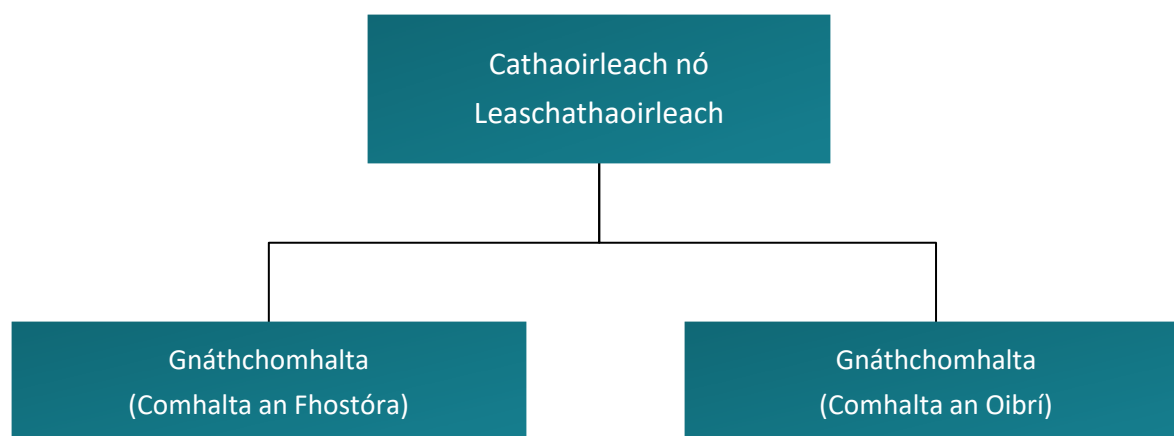 Cathaoirleach nó
Leaschathaoirleach
Gnáthchomhalta
(Comhalta an Fhostóra)
Gnáthchomhalta
(Comhalta an Oibrí)